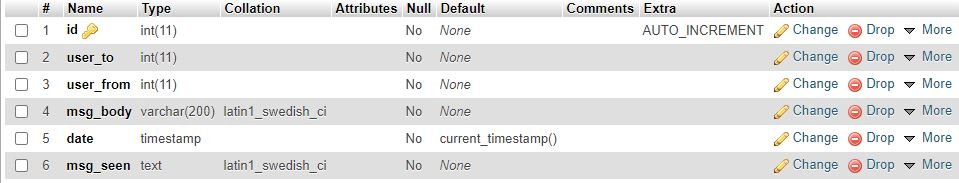 # Name Type Collation Attributes Null Default Comments Extra Action
1 id int(11) No None AUTO_INCREMENT Change Drop More
2 user_to int(11) No None Change Drop More
3 user_from int(11) No None Change Drop More
4 msg_body varchar(200) latin1_swedish_ci No None Change Drop More
5 date timestamp No current_timestamp() Change Drop More
6 msg_seen text latin1_swedish_ci No None Change Drop More